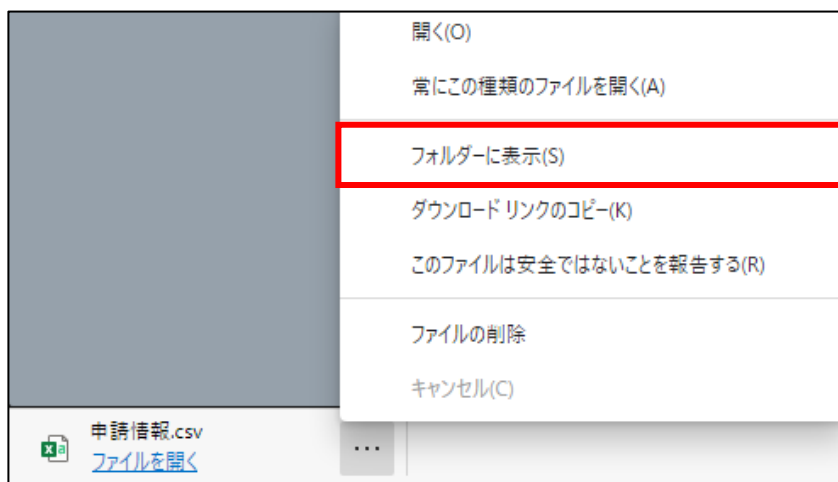 開く(O)
常にこの種類のファイルを開く(A)
フォルダーに表示(S)
ダウンロード リンクのコピー(K)
このファイルは安全ではないことを報告する(R)
ファイルの削除
キャンセル(C)
申請情報.csv
ファイルを開く